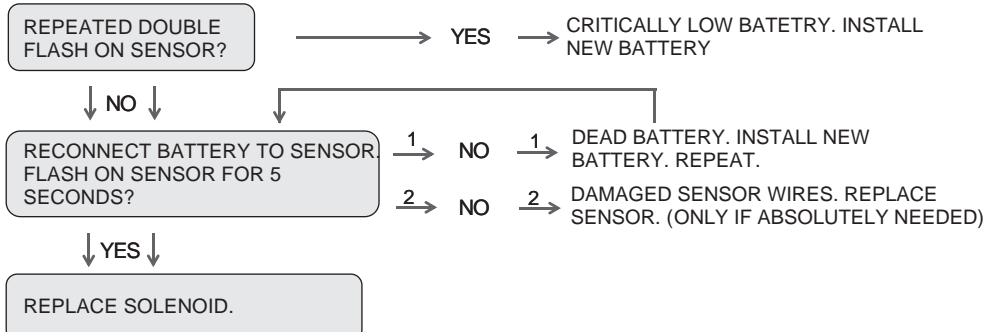 REPEATED DOUBLE
FLASH ON SENSOR?
YES
CRITICALLY LOW BATETRY. INSTALL
NEW BATTERY
NO
RECONNECT BATTERY TO SENSOR.
FLASH ON SENSOR FOR 5
SECONDS?
1
NO
1
DEAD BATTERY. INSTALL NEW
BATTERY. REPEAT.
2
NO
2
DAMAGED SENSOR WIRES. REPLACE
SENSOR. (ONLY IF ABSOLUTELY NEEDED)
YES
REPLACE SOLENOID.